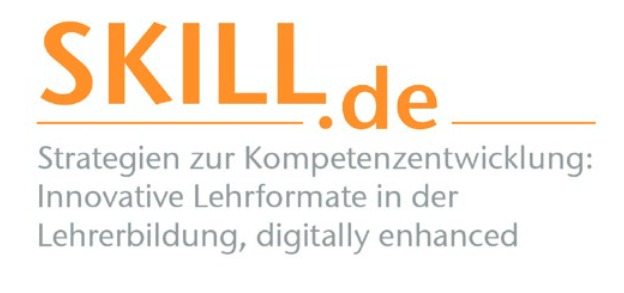 SKILL.de
Strategien zur Kompetenzentwicklung:
Innovative Lehrformate in der
Lehrerbildung, digitally enhanced